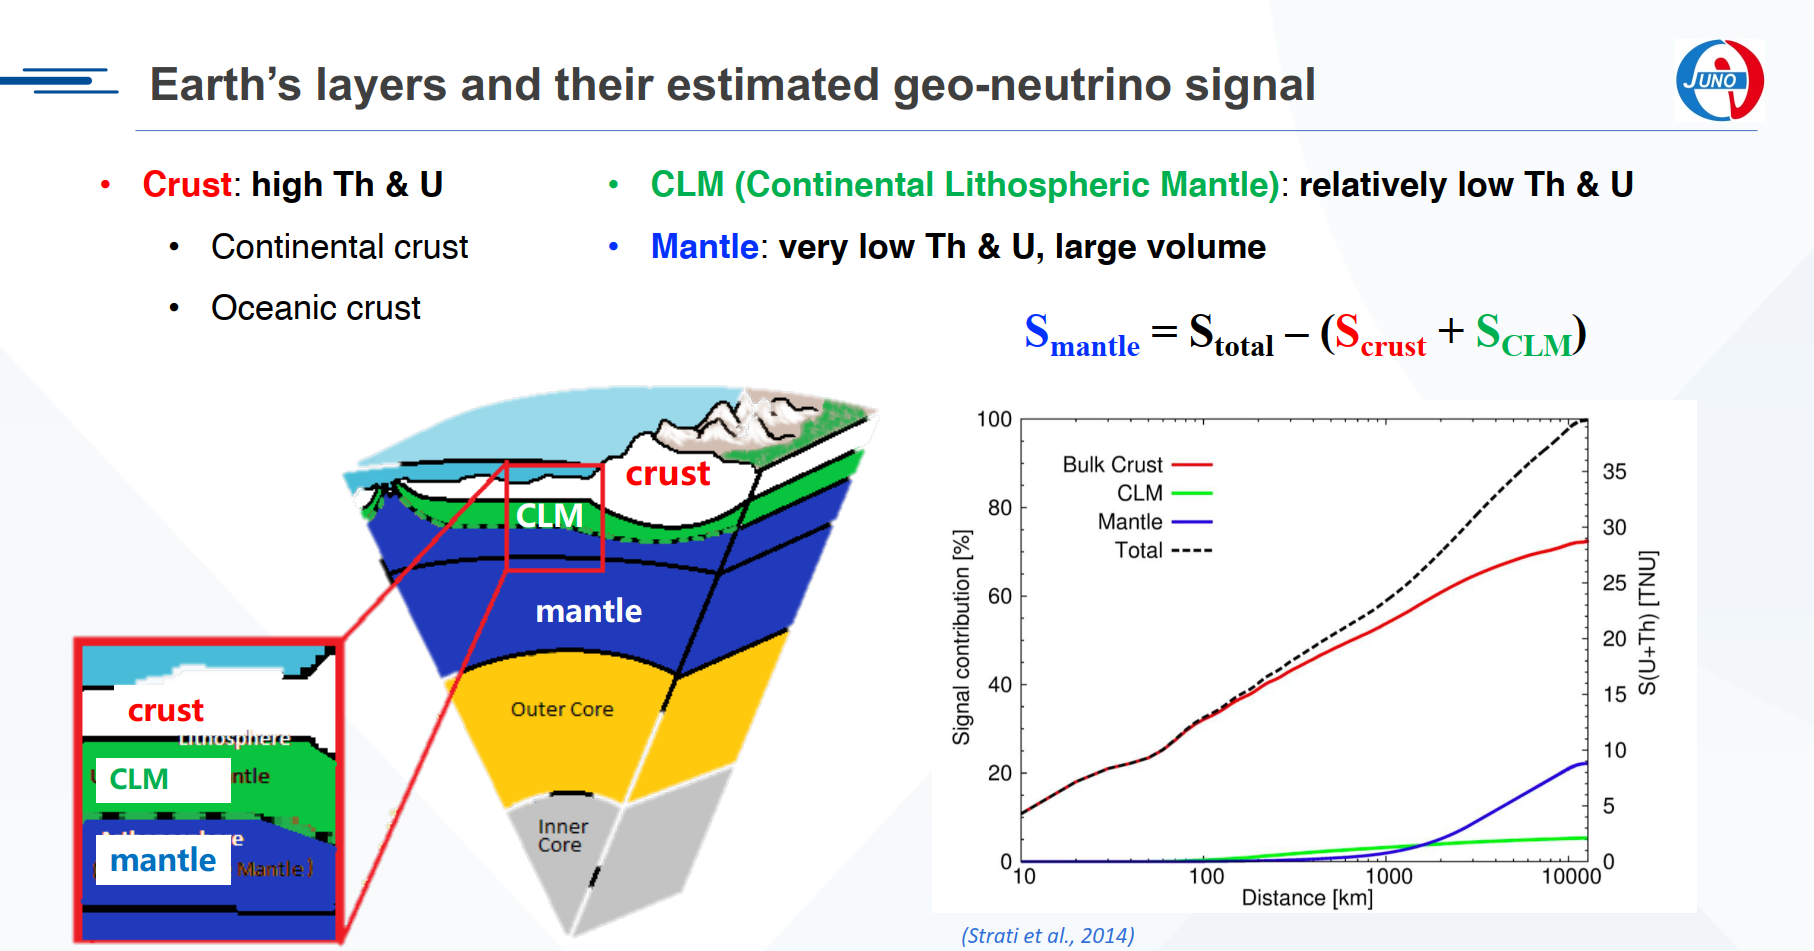 Earth’s layers and their estimated geo-neutrino signal
JUNO
• Crust: high Th & U
• Continental crust
• Oceanic crust
• CLM (Continental Lithospheric Mantle): relatively low Th & U
• Mantle: very low Th & U, large volume
Smantle = Stotal – (Scrust + SCLM)
crust
CLM
mantle
Outer Core
Inner
Core
crust
Lithosphere
CLM
ntle
mantle
Mantle)
100
80
60
40
20
0
Signal contribution [%]
Bulk Crust
CLM
Mantle
Total
35
30
25
20
15
10
5
0
S(U+Th) [TNU]
10
100
1000
10000
Distance [km]
(Strati et al., 2014)